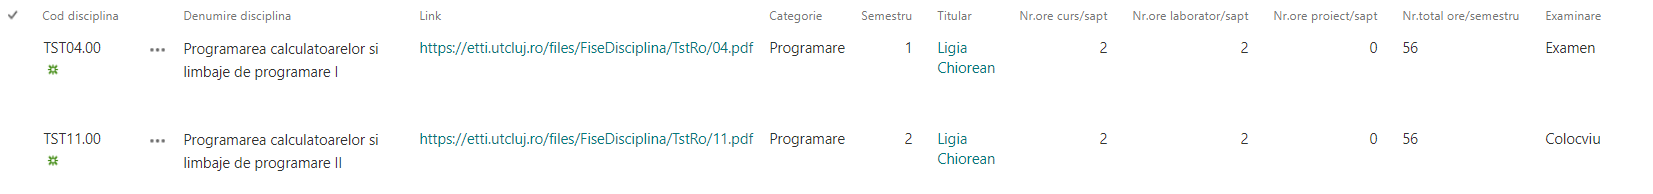 Cod disciplina Denumire disciplina Link Categorie Semestru Titular Nr.ore curs/sapt Nr.ore laborator/sapt Nr.ore proiect/sapt Nr.total ore/semestru Examinare
TST04.00 ... Programarea calculatoarelor si https://etti.utcluj.ro/files/FiseDisciplina/TstRo/04.pdf Programare 1 Ligia 2 2 0 56 Examen
limbaje de programare I Chiorean
TST11.00 ... Programarea calculatoarelor si https://etti.utcluj.ro/files/FiseDisciplina/TstRo/11.pdf Programare 2 Ligia 2 2 0 56 Colocviu
limbaje de programare II Chiorean